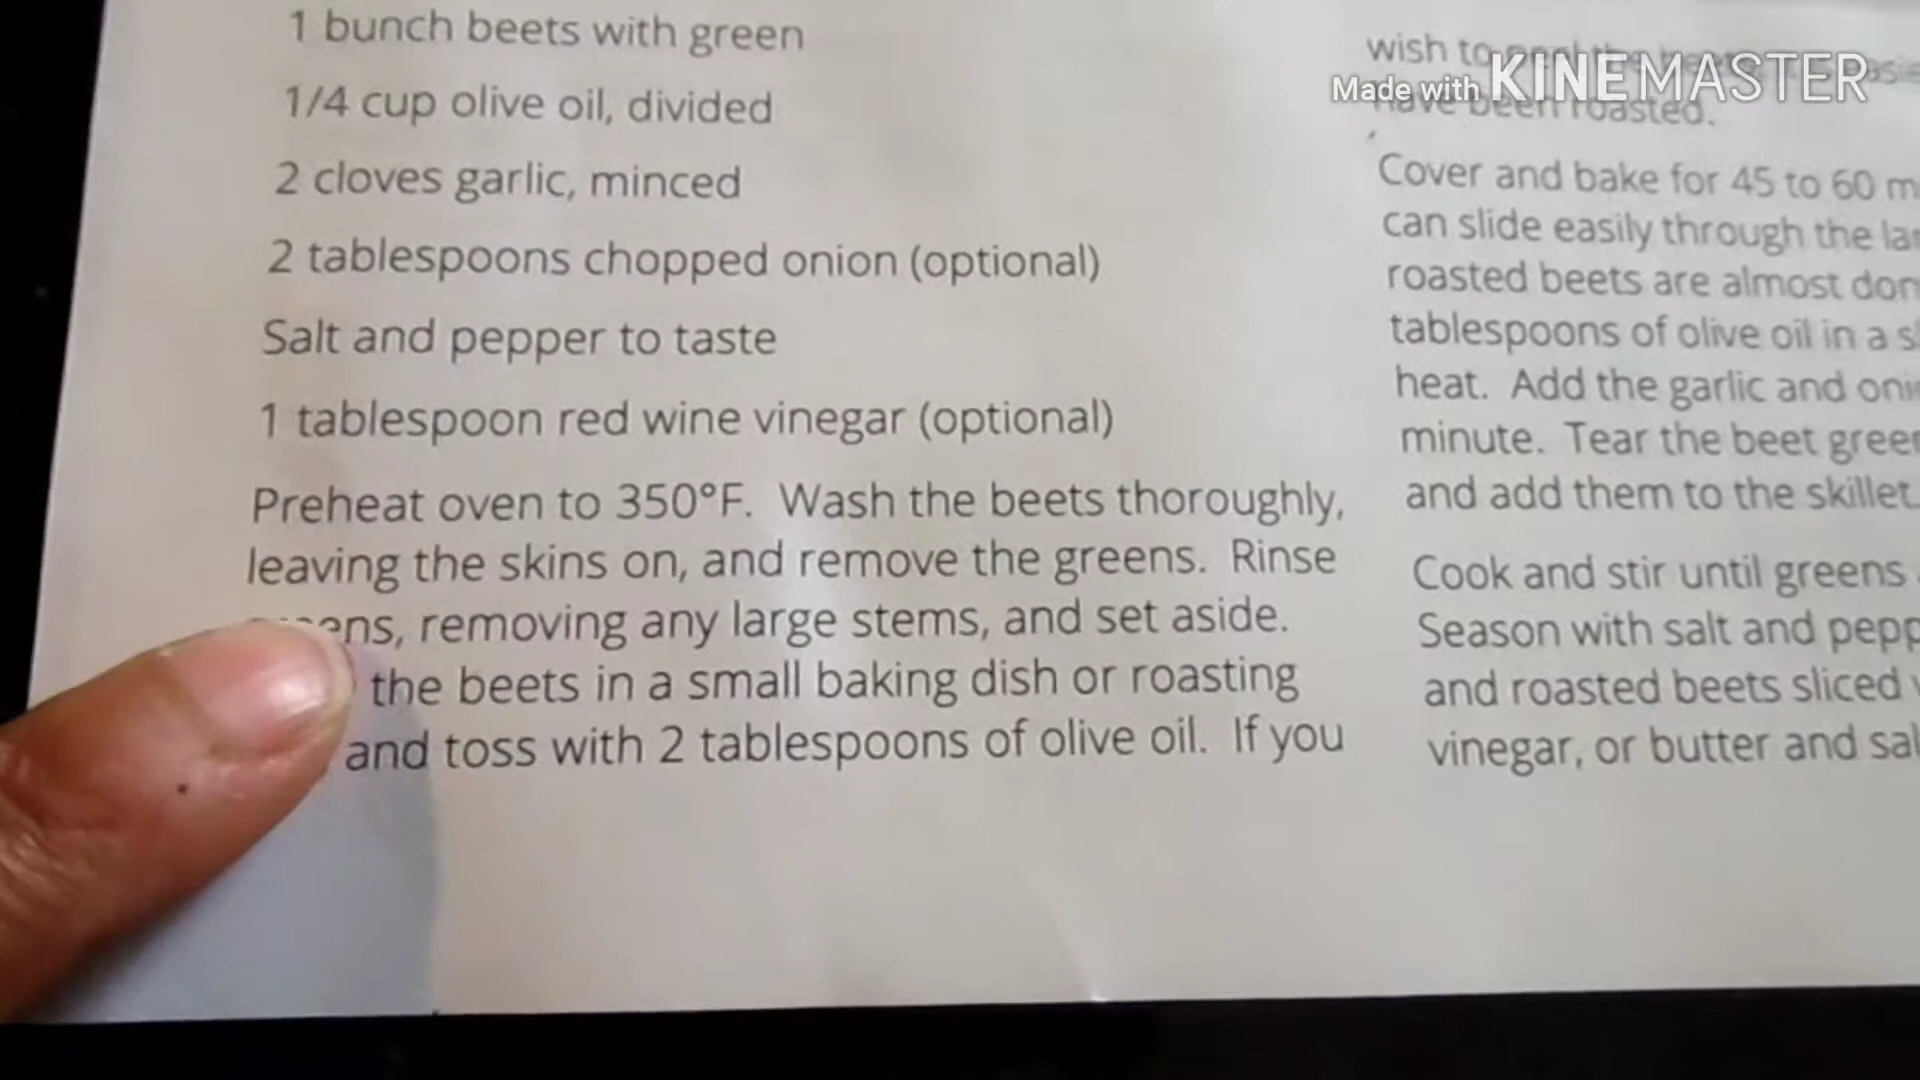 1 bunch beets with green
1/4 cup olive oil, divided
2 cloves garlic, minced
2 tablespoons chopped onion (optional)
Salt and pepper to taste
1 tablespoon red wine vinegar (optional)
Preheat oven to 350°F. Wash the beets thoroughly,
leaving the skins on, and remove the greens. Rinse
removing any large stems, and set aside.
the beets in a small baking dish or roasting
and toss with 2 tablespoons of olive oil. If you
wish to
have been roasted.
Made with KINEMASTER
Cover and bake for 45 to 60
can slide easily through the
roasted beets are almost
tablespoons of olive oil in a
heat. Add the garlic and
minute. Tear the beet
and add them to the skillet.
Cook and stir until greens
Season with salt and
and roasted beets sliced
vinegar, or butter and